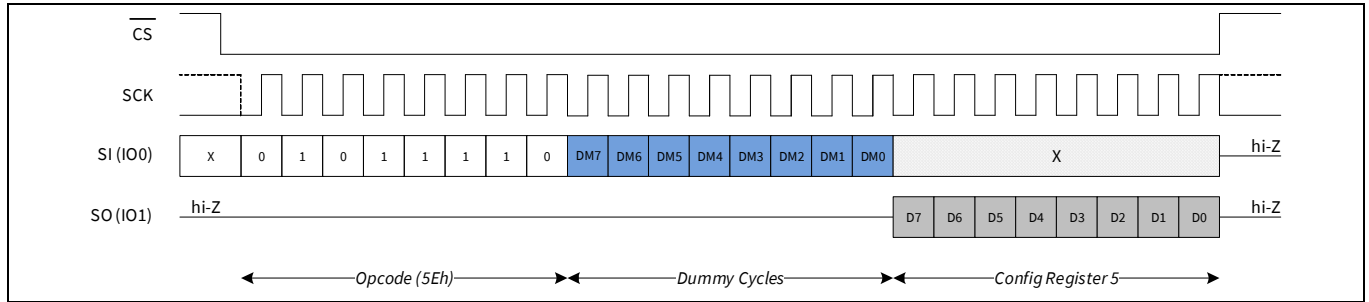 CS
SCK
SI (IO0) X 0 1 0 1 1 1 1 0 DM7 DM6 DM5 DM4 DM3 DM2 DM1 DM0 X hi-Z
SO (IO1) hi-Z D7 D6 D5 D4 D3 D2 D1 D0 hi-Z
Opcode (5Eh) Dummy Cycles Config Register 5